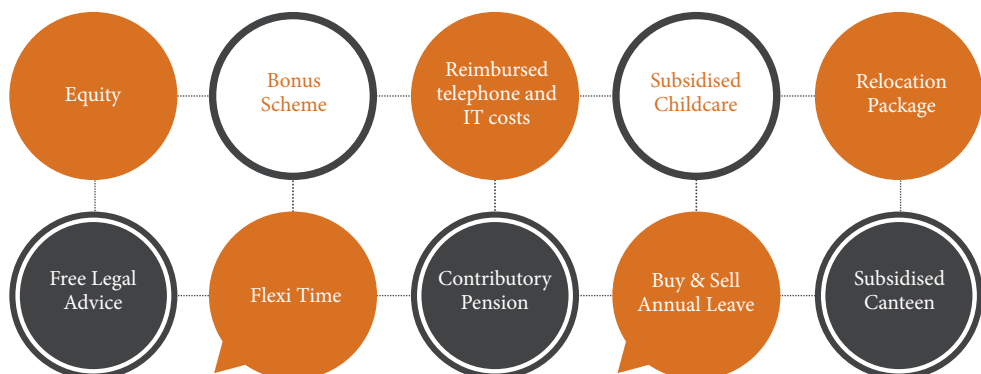 Equity
Bonus
Scheme
Reimbursed
telephone and
IT costs
Subsidised
Childcare
Relocation
Package
Free Legal
Advice
Flexi Time
Contributory
Pension
Buy & Sell
Annual Leave
Subsidised
Canteen